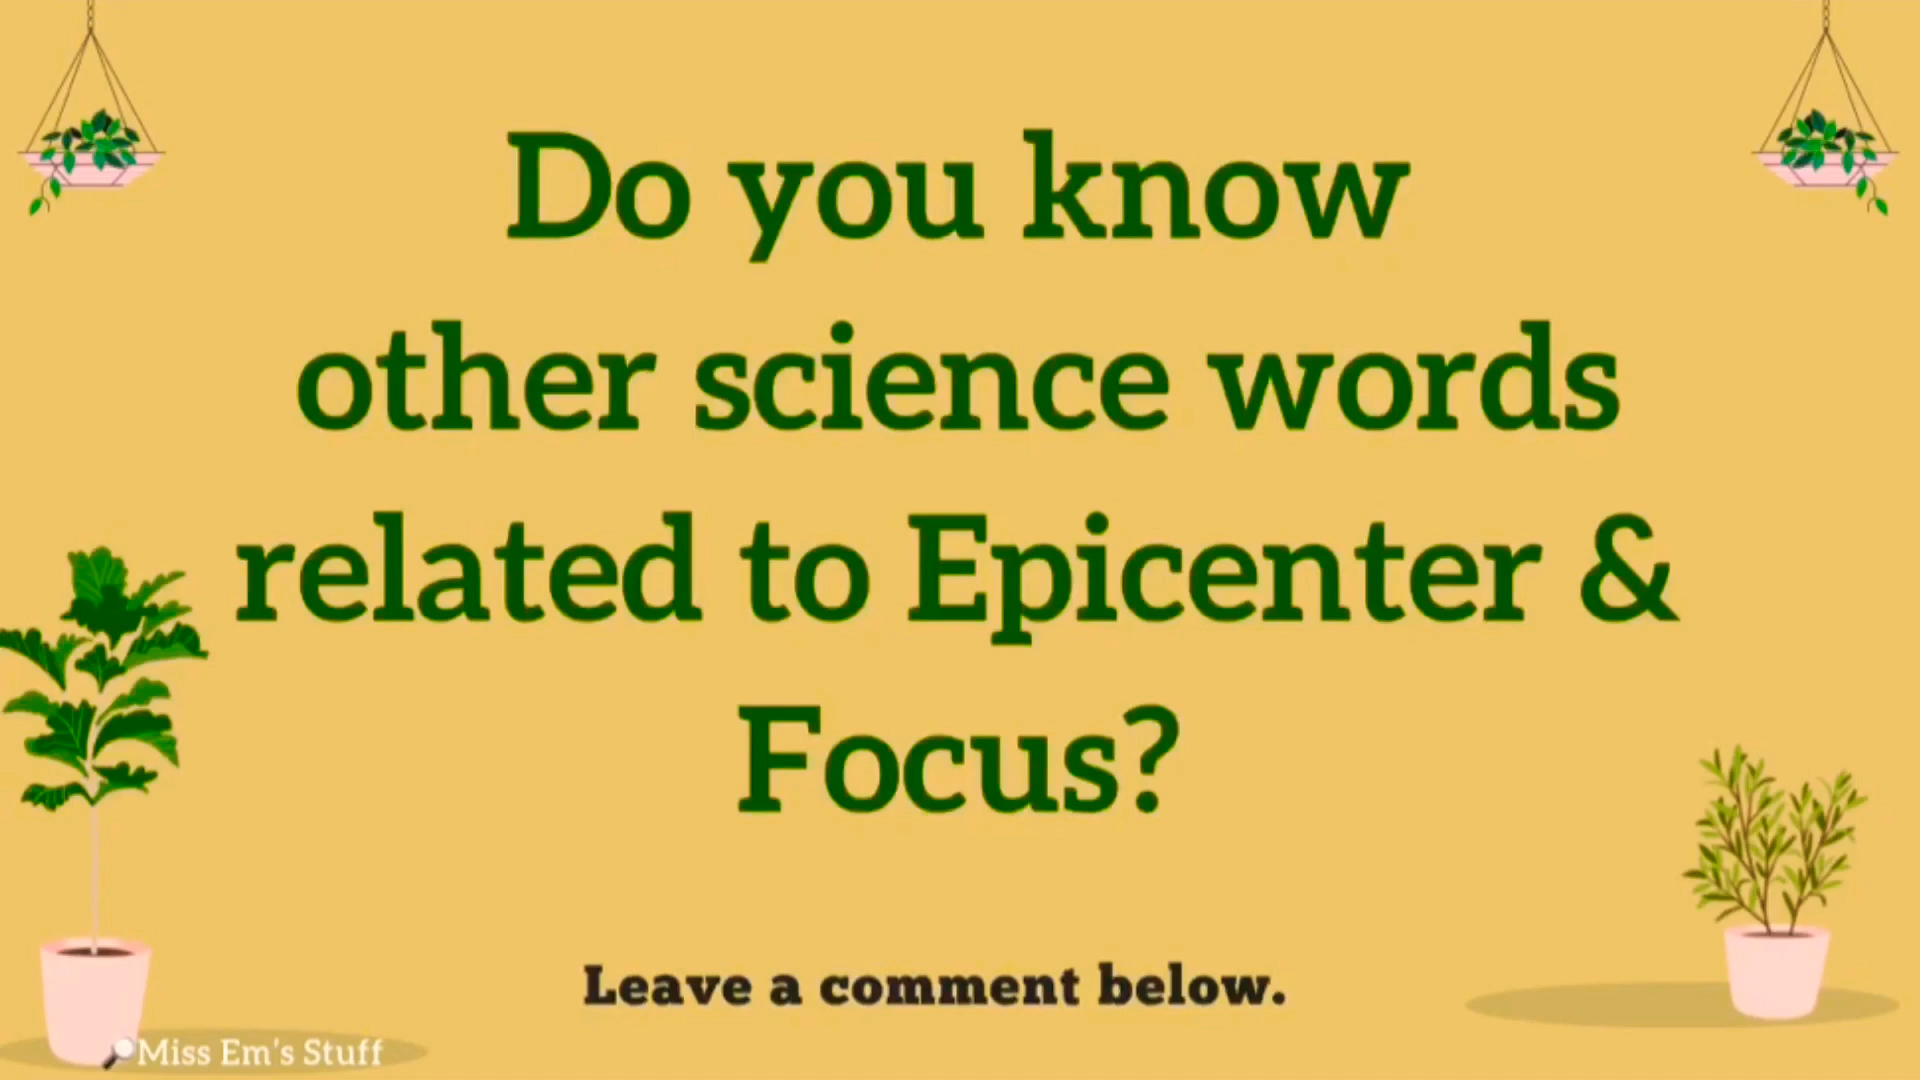 Do you know
other science words
related to Epicenter &
Focus?
Leave a comment below.
Miss Em's Stuff